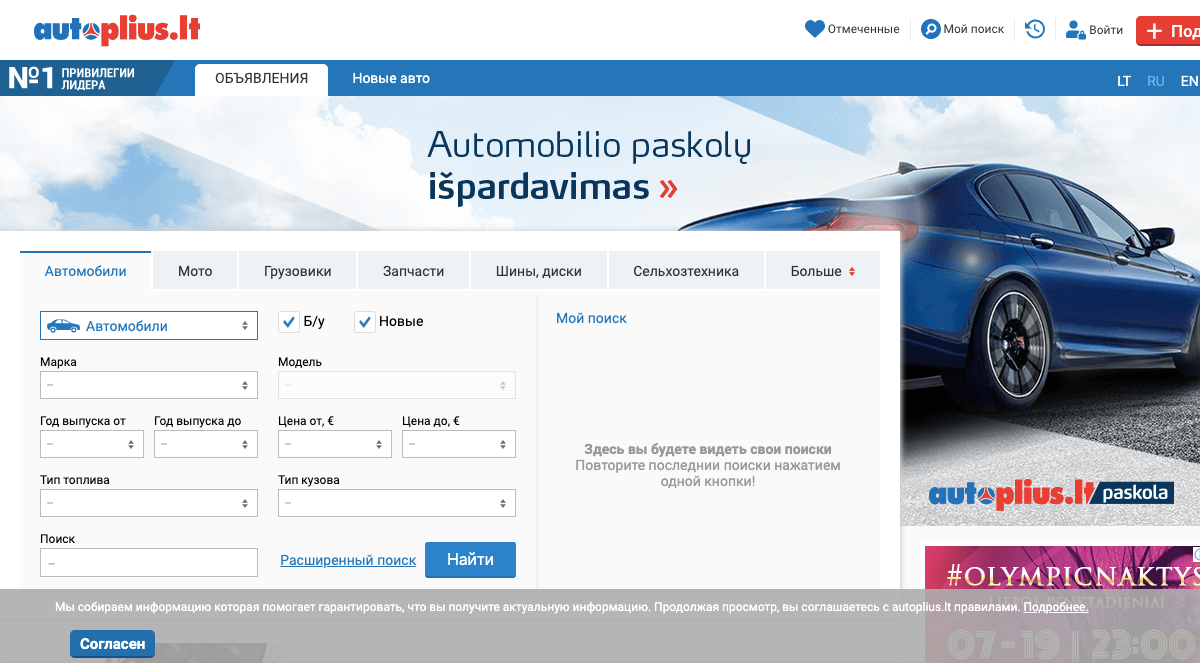 autoplius.lt
Отмеченные
Мой поиск
Войти
№1 ПРИВИЛЕГИИ
ЛИДЕРА
ОБЪЯВЛЕНИЯ
Новые авто
LT RU EN
Automobilio paskolų
išpardavimas »
Автомобили
Мото
Грузовики
Запчасти
Шины, диски
Сельхозтехника
Больше
Автомобили
Б/у
Новые
Мой поиск
Марка
Модель
–
–
Год выпуска от
Год выпуска до
Цена от, €
Цена до, €
–
–
–
–
Здесь вы будете видеть свои поиски
Повторите последнии поиски нажатием
одной кнопки!
Тип топлива
Тип кузова
–
–
autoplius.lt paskola
Поиск
–
Расширенный поиск
Найти
#OLYMPICNAKTYS
LIEPOS PENKTADIENIAI
07-19 | 23:00
Мы собираем информацию которая помогает гарантировать, что вы получите актуальную информацию. Продолжая просмотр, вы соглашаетесь с autoplius.lt правилами. Подробнее.
Согласен